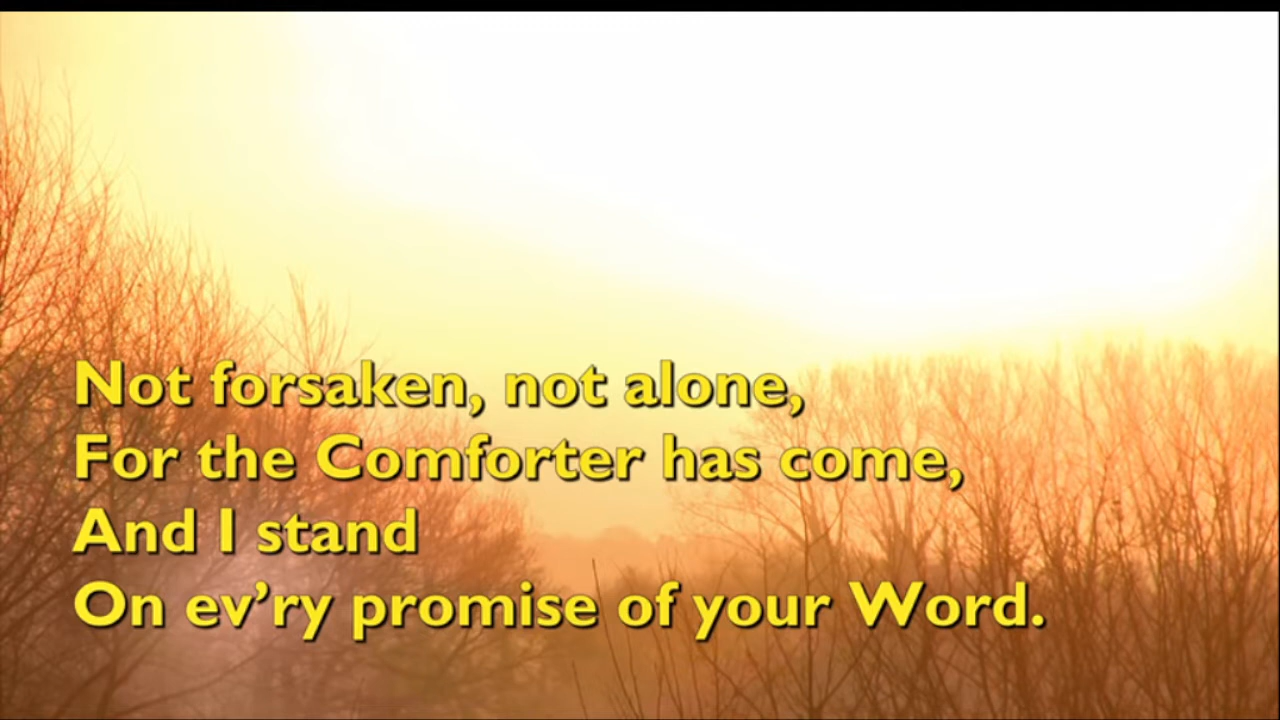 Not forsaken, not alone,
For the Comforter has come,
And I stand
On ev’ry promise of your Word.